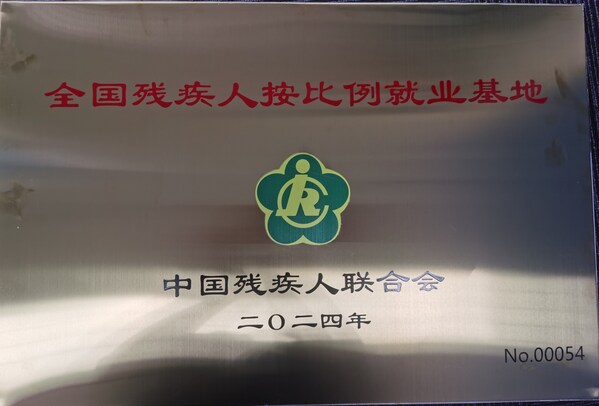 全国残疾人按比例就业基地
中国残疾人联合会
二〇二四年
No.00054